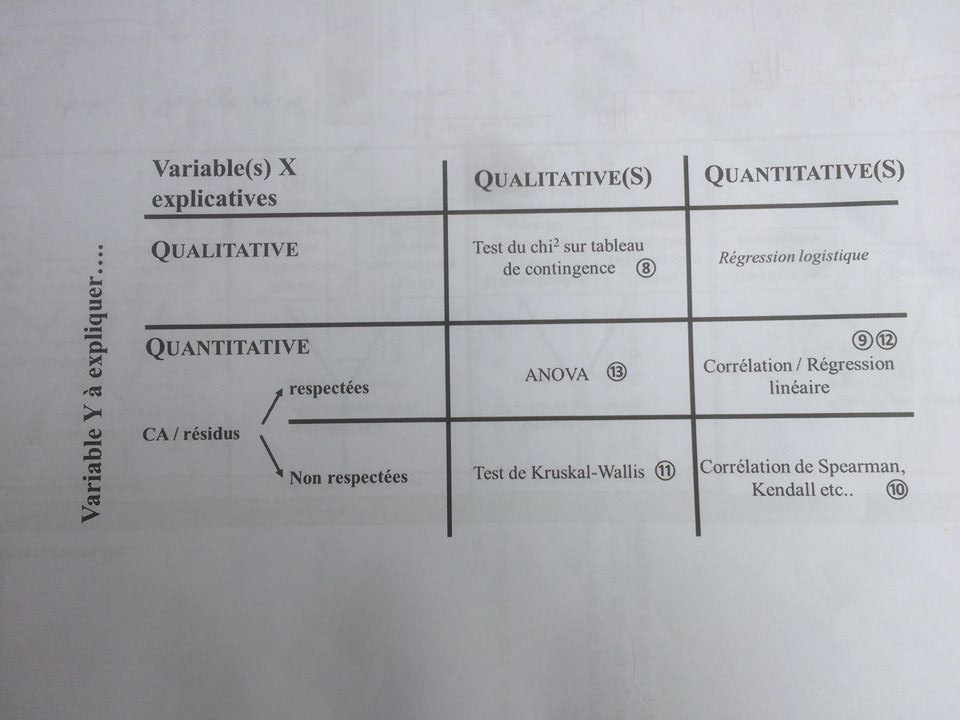 Variable(s) X
explicatives
QUALITATIVE(S)
QUANTITATIVE(S)
Variable Y à expliquer….
QUALITATIVE
Test du chi² sur tableau
de contingence ⑧
Régression logistique
QUANTITATIVE
respectées
CA / résidus
Non respectées
ANOVA ⑬
⑨⑫
Corrélation / Régression
linéaire
Test de Kruskal-Wallis ⑪
Corrélation de Spearman,
Kendall etc.. ⑩